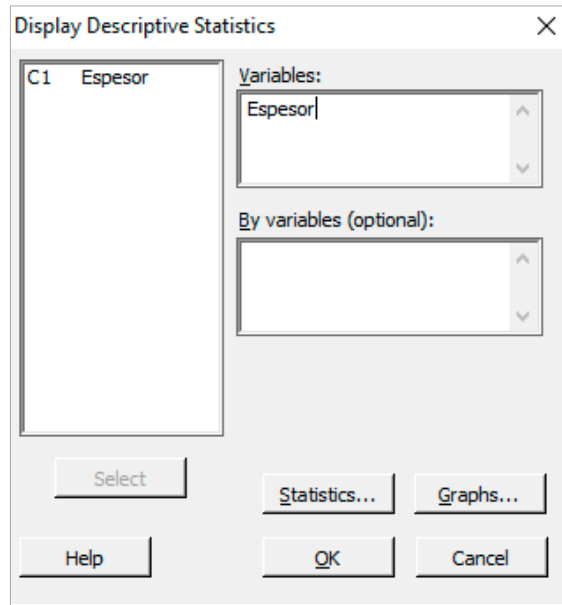 Display Descriptive Statistics
C1 Espesor
Variables:
Espesor
By variables (optional):
Select
Statistics...
Graphs...
Help
OK
Cancel